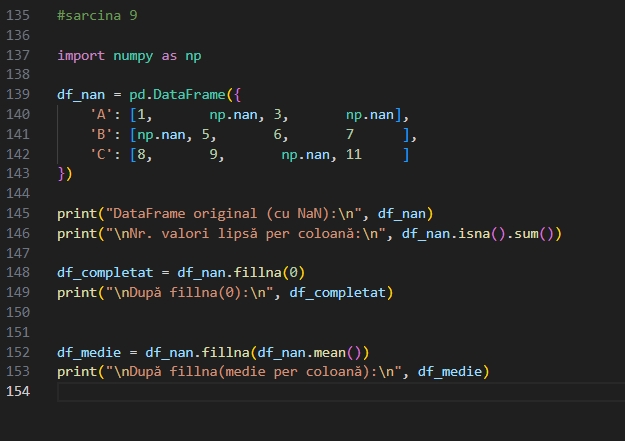 135 #sarcina 9
136
137 import numpy as np
138
139 df_nan = pd.DataFrame({
140     'A': [1,       np.nan, 3,       np.nan],
141     'B': [np.nan, 5,       6,       7      ],
142     'C': [8,       9,       np.nan, 11     ]
143 })
144
145 print("DataFrame original (cu NaN):\n", df_nan)
146 print("\nNr. valori lipsă per coloană:\n", df_nan.isna().sum())
147
148 df_completat = df_nan.fillna(0)
149 print("\nDupă fillna(0):\n", df_completat)
150
151
152 df_medie = df_nan.fillna(df_nan.mean())
153 print("\nDupă fillna(medie per coloană):\n", df_medie)
154